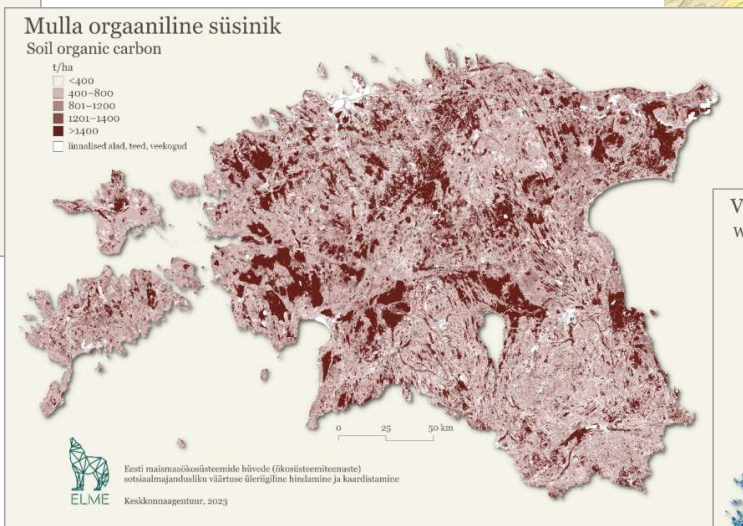 Mulla orgaaniline süsinik
Soil organic carbon
t/ha
<400
400–800
801–1200
1201–1400
>1400
linnalised alad, teed, veekogud
0 25 50 km
ELME
Eesti maismaaökosüsteemide hüvede (ökosüsteemiteenuste)
sotsiaalmajandusliku väärtuse üleriigiline hindamine ja kaardistamine
Keskkonnaagentuur, 2023
V
W